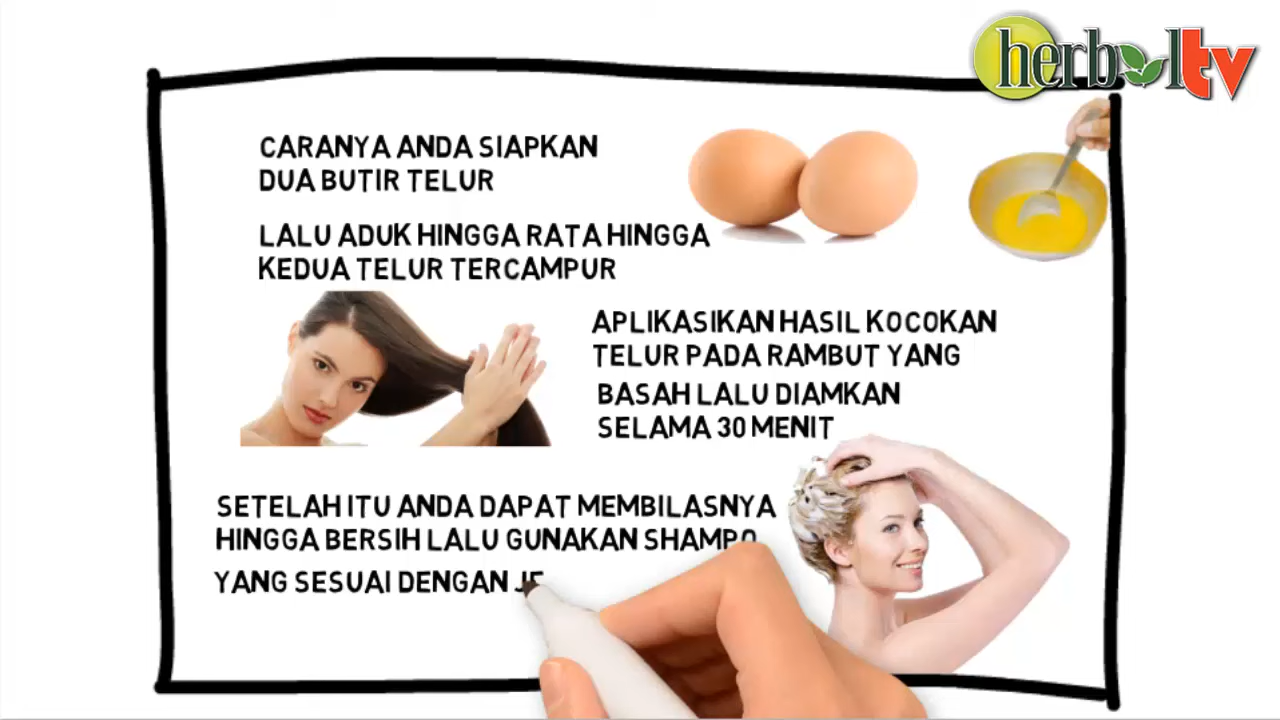 herbaltv
CARANYA ANDA SIAPKAN
DUA BUTIR TELUR
LALU ADUK HINGGA RATA HINGGA
KEDUA TELUR TERCAMPUR
APLIKASIKAN HASIL KOCOKAN
TELUR PADA RAMBUT YANG
BASAH LALU DIAMKAN
SELAMA 30 MENIT
SETELAH ITU ANDA DAPAT MEMBILASNYA
HINGGA BERSIH LALU GUNAKAN SHAMPO
YANG SESUAI DENGAN